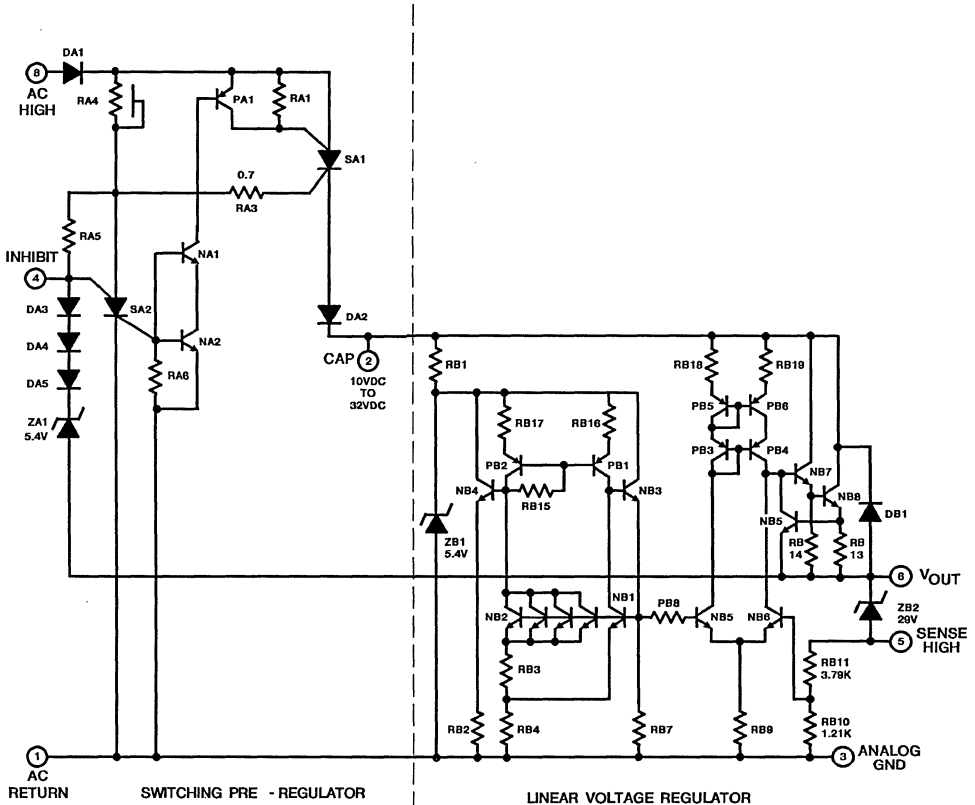 DA1
8
AC
HIGH
RA4
PA1
RA1
SA1
0.7
RA3
RA5
INHIBIT
4
NA1
DA3
SA2
DA4
NA2
DA5
RA6
ZA1
5.4V
DA2
CAP
2
10VDC
TO
32VDC
RB1
RB18
RB19
PB5
PB6
RB17
RB16
PB3
PB4
PB2
PB1
NB4
NB3
NB7
RB15
NB8
NB5
DB1
ZB1
5.4V
RB
14
RB
13
6
VOUT
NB2
NB1
PB8
NB5
NB6
ZB2
29V
5
SENSE
HIGH
RB3
RB11
3.79K
RB2
RB4
RB7
RB9
RB10
1.21K
1
AC
RETURN
3
ANALOG
GND
SWITCHING PRE - REGULATOR
LINEAR VOLTAGE REGULATOR